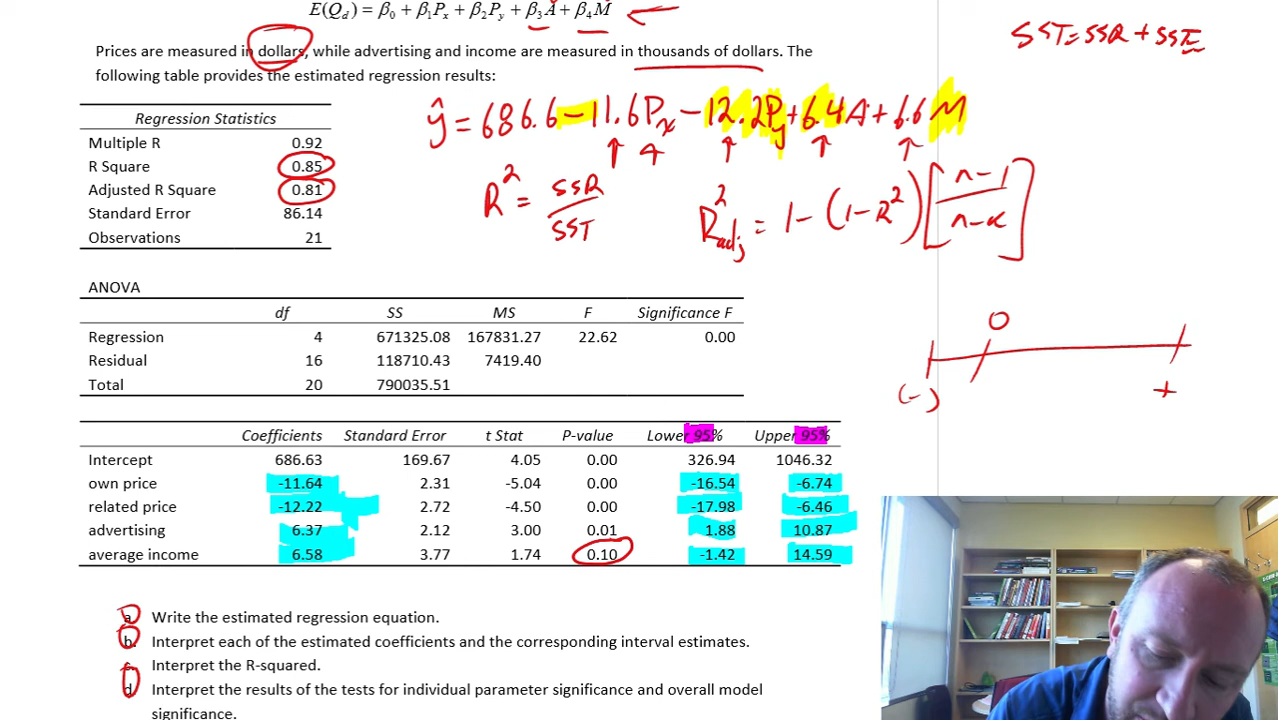 E(Qd) = β0 + β1Px + β2Py + β3A + β4M
SST = SSR + SSE
Prices are measured in dollars, while advertising and income are measured in thousands of dollars. The
following table provides the estimated regression results:
ŷ = 686.6 - 11.6Px - 12.2Py + 6.4A + 6.6M
Regression Statistics
Multiple R 0.92
R Square 0.85
Adjusted R Square 0.81
Standard Error 86.14
Observations 21
R² = SSR/SST
R²adj = 1 - (1-R²)[n-1/n-k]
ANOVA
df SS MS F Significance F
Regression 4 671325.08 167831.27 22.62 0.00
Residual 16 118710.43 7419.40
Total 20 790035.51
0
(-) +
Coefficients Standard Error t Stat P-value Lower 95% Upper 95%
Intercept 686.63 169.67 4.05 0.00 326.94 1046.32
own price -11.64 2.31 -5.04 0.00 -16.54 -6.74
related price -12.22 2.72 -4.50 0.00 -17.98 -6.46
advertising 6.37 2.12 3.00 0.01 1.88 10.87
average income 6.58 3.77 1.74 0.10 -1.42 14.59
a. Write the estimated regression equation.
b. Interpret each of the estimated coefficients and the corresponding interval estimates.
c. Interpret the R-squared.
d. Interpret the results of the tests for individual parameter significance and overall model
significance.